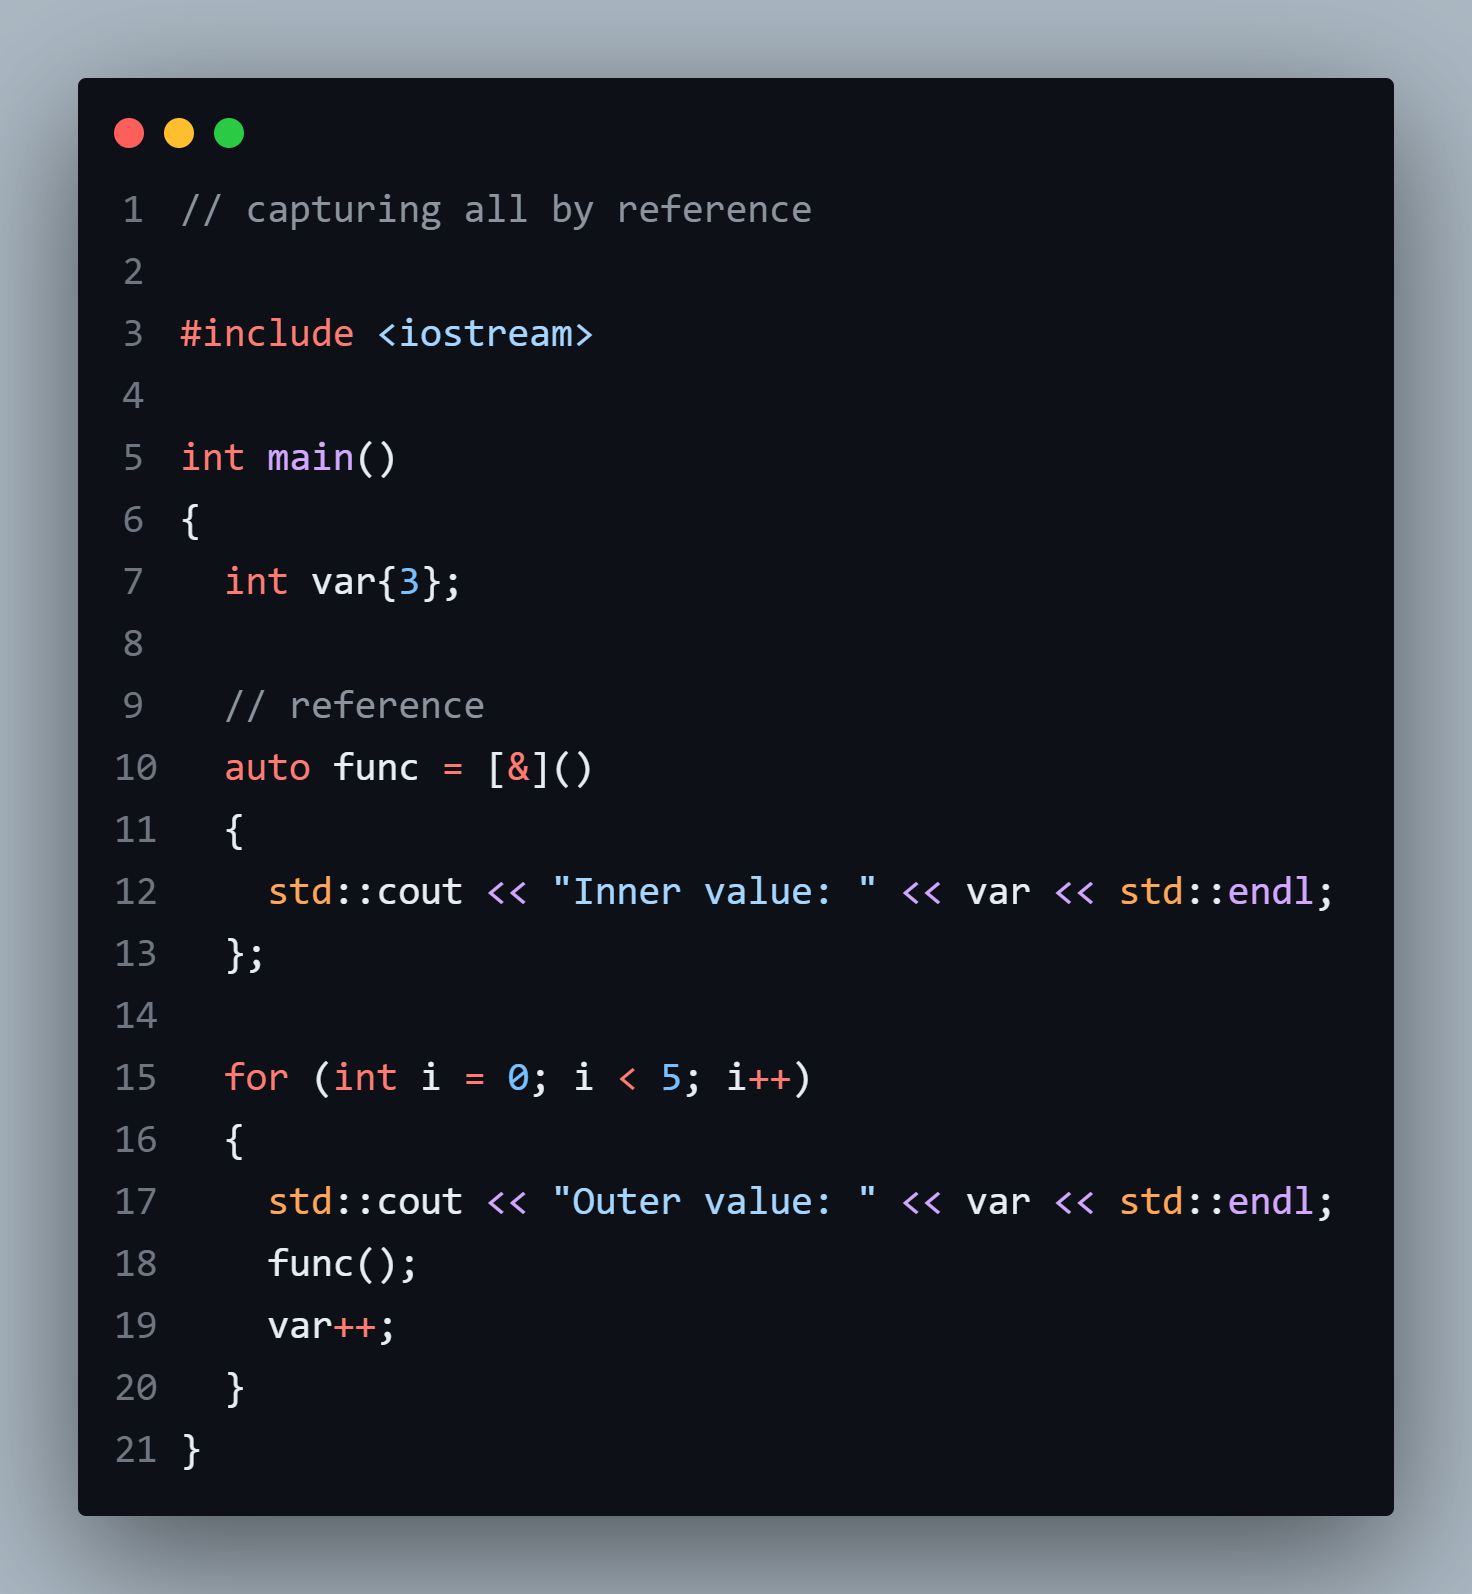 1 // capturing all by reference
2
3 #include <iostream>
4
5 int main()
6 {
7   int var{3};
8
9   // reference
10   auto func = [&]()
11   {
12     std::cout << "Inner value: " << var << std::endl;
13   };
14
15   for (int i = 0; i < 5; i++)
16   {
17     std::cout << "Outer value: " << var << std::endl;
18     func();
19     var++;
20   }
21 }